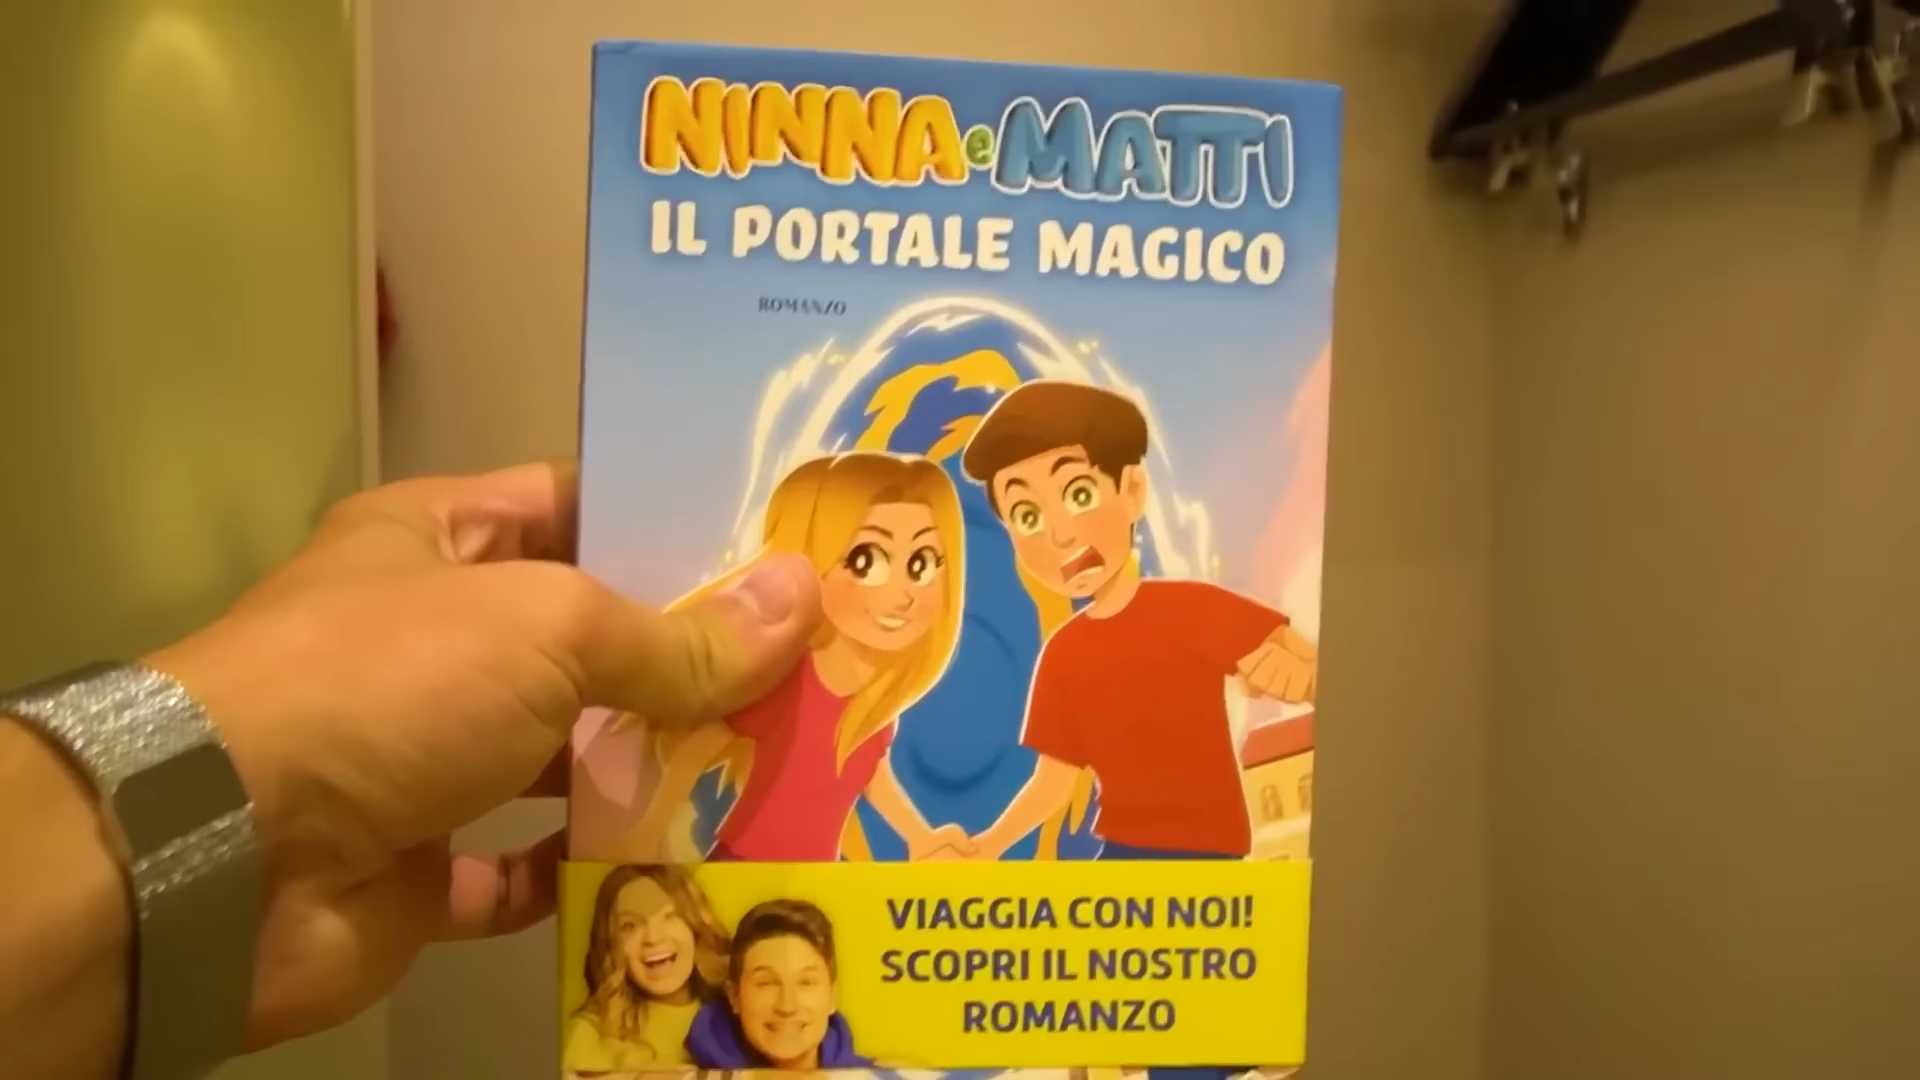 NINNA e MATTI
IL PORTALE MAGICO
ROMANZO
VIAGGIA CON NOI!
SCOPRI IL NOSTRO
ROMANZO